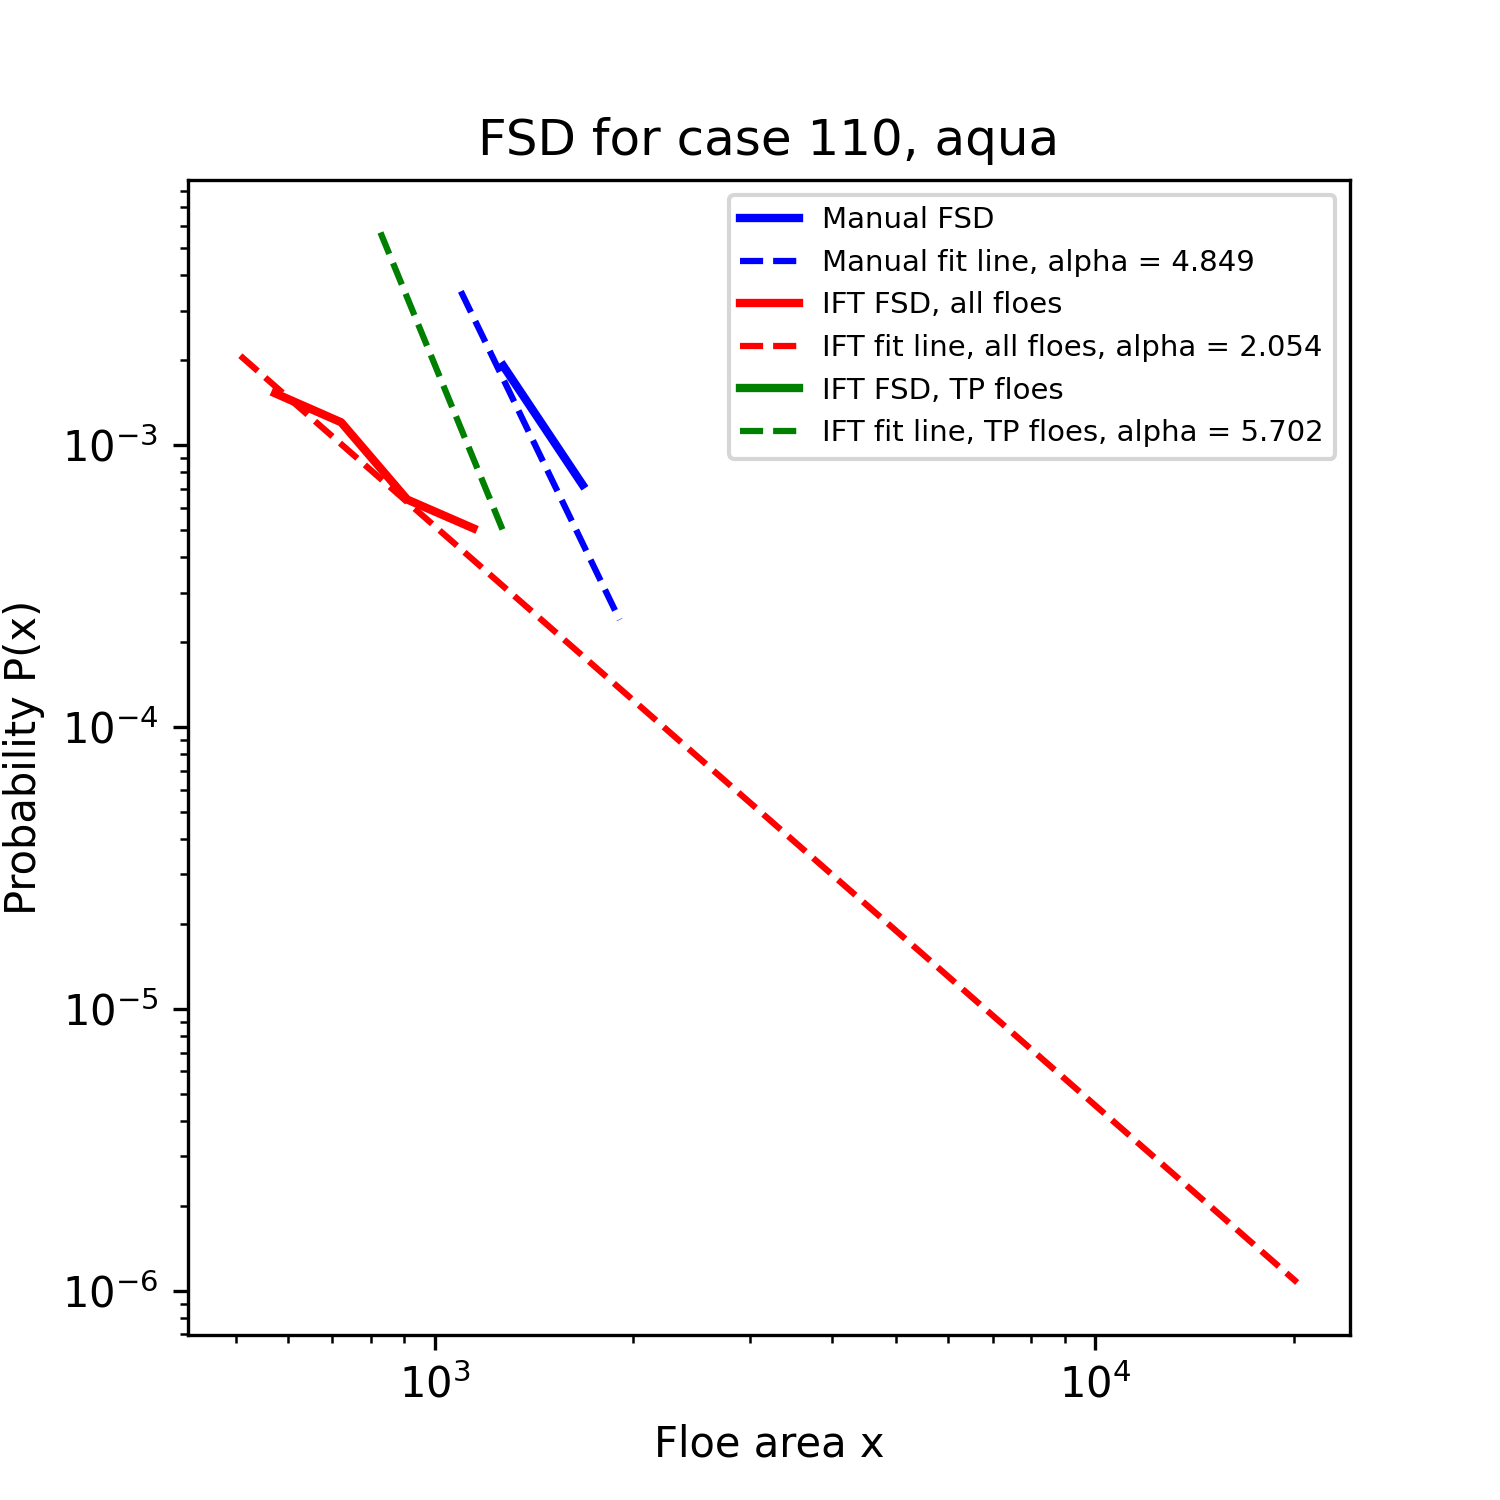 FSD for case 110, aqua
Manual FSD
Manual fit line, alpha = 4.849
IFT FSD, all floes
IFT fit line, all floes, alpha = 2.054
IFT FSD, TP floes
IFT fit line, TP floes, alpha = 5.702
Probability P(x)
10⁻³
10⁻⁴
10⁻⁵
10⁻⁶
10³ 10⁴
Floe area x